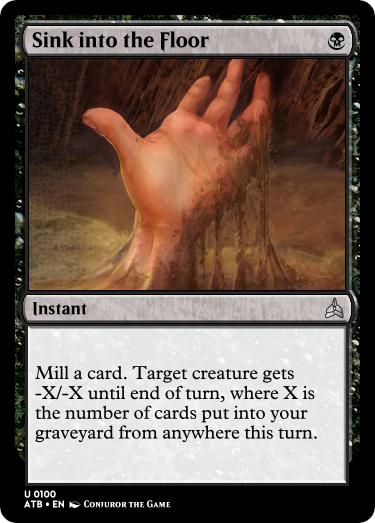 Sink into the Floor
Instant
Mill a card. Target creature gets
-X/-X until end of turn, where X is
the number of cards put into your
graveyard from anywhere this turn.
U 0100
ATB • EN Conjuror the Game